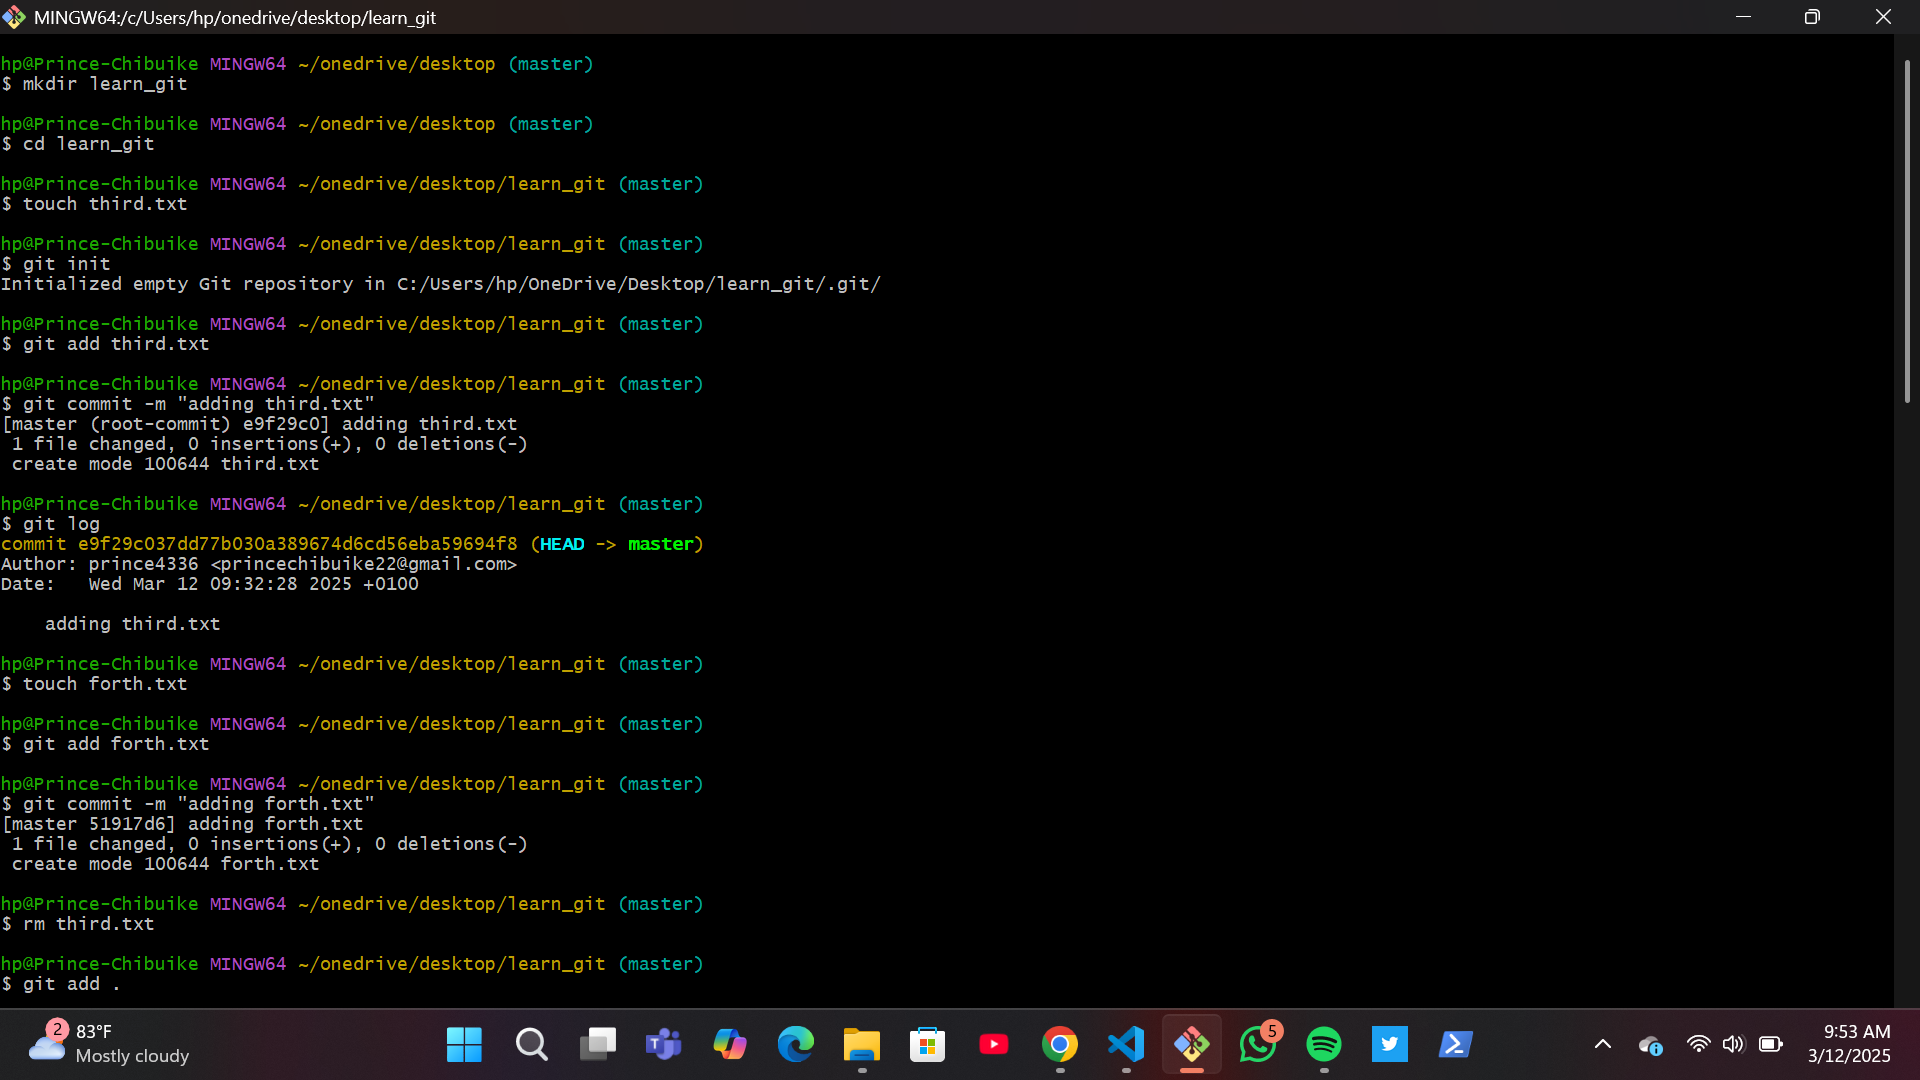 MINGW64:/c/Users/hp/onedrive/desktop/learn_git
hp@Prince-Chibuike MINGW64 ~/onedrive/desktop (master)
$ mkdir learn_git
hp@Prince-Chibuike MINGW64 ~/onedrive/desktop (master)
$ cd learn_git
hp@Prince-Chibuike MINGW64 ~/onedrive/desktop/learn_git (master)
$ touch third.txt
hp@Prince-Chibuike MINGW64 ~/onedrive/desktop/learn_git (master)
$ git init
Initialized empty Git repository in C:/Users/hp/OneDrive/Desktop/learn_git/.git/
hp@Prince-Chibuike MINGW64 ~/onedrive/desktop/learn_git (master)
$ git add third.txt
hp@Prince-Chibuike MINGW64 ~/onedrive/desktop/learn_git (master)
$ git commit -m "adding third.txt"
[master (root-commit) e9f29c0] adding third.txt
1 file changed, 0 insertions(+), 0 deletions(-)
create mode 100644 third.txt
hp@Prince-Chibuike MINGW64 ~/onedrive/desktop/learn_git (master)
$ git log
commit e9f29c037dd77b030a389674d6cd56eba59694f8 (HEAD -> master)
Author: prince4336 <princechibuike22@gmail.com>
Date:   Wed Mar 12 09:32:28 2025 +0100
adding third.txt
hp@Prince-Chibuike MINGW64 ~/onedrive/desktop/learn_git (master)
$ touch forth.txt
hp@Prince-Chibuike MINGW64 ~/onedrive/desktop/learn_git (master)
$ git add forth.txt
hp@Prince-Chibuike MINGW64 ~/onedrive/desktop/learn_git (master)
$ git commit -m "adding forth.txt"
[master 51917d6] adding forth.txt
1 file changed, 0 insertions(+), 0 deletions(-)
create mode 100644 forth.txt
hp@Prince-Chibuike MINGW64 ~/onedrive/desktop/learn_git (master)
$ rm third.txt
hp@Prince-Chibuike MINGW64 ~/onedrive/desktop/learn_git (master)
$ git add .
2
83°F
Mostly cloudy
5
9:53 AM
3/12/2025